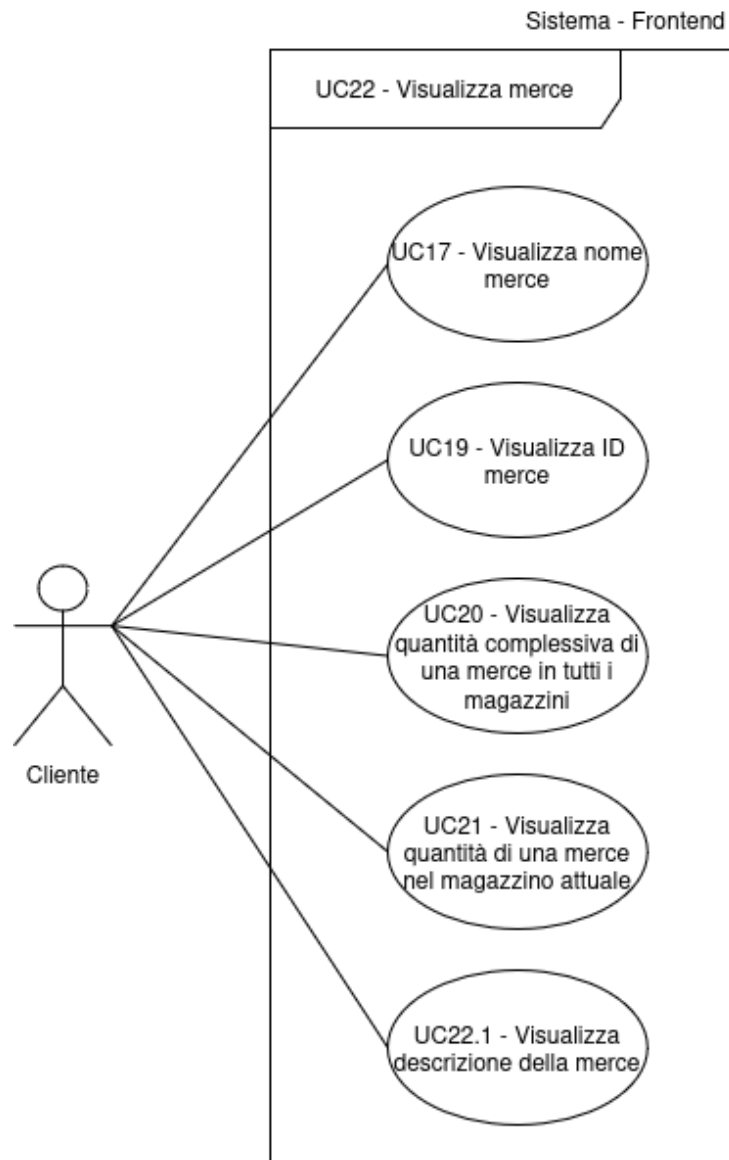 Sistema - Frontend
UC22 - Visualizza merce
UC17 - Visualizza nome
merce
UC19 - Visualizza ID
merce
UC20 - Visualizza
quantità complessiva di
una merce in tutti i
magazzini
Cliente
UC21 - Visualizza
quantità di una merce
nel magazzino attuale
UC22.1 - Visualizza
descrizione della merce